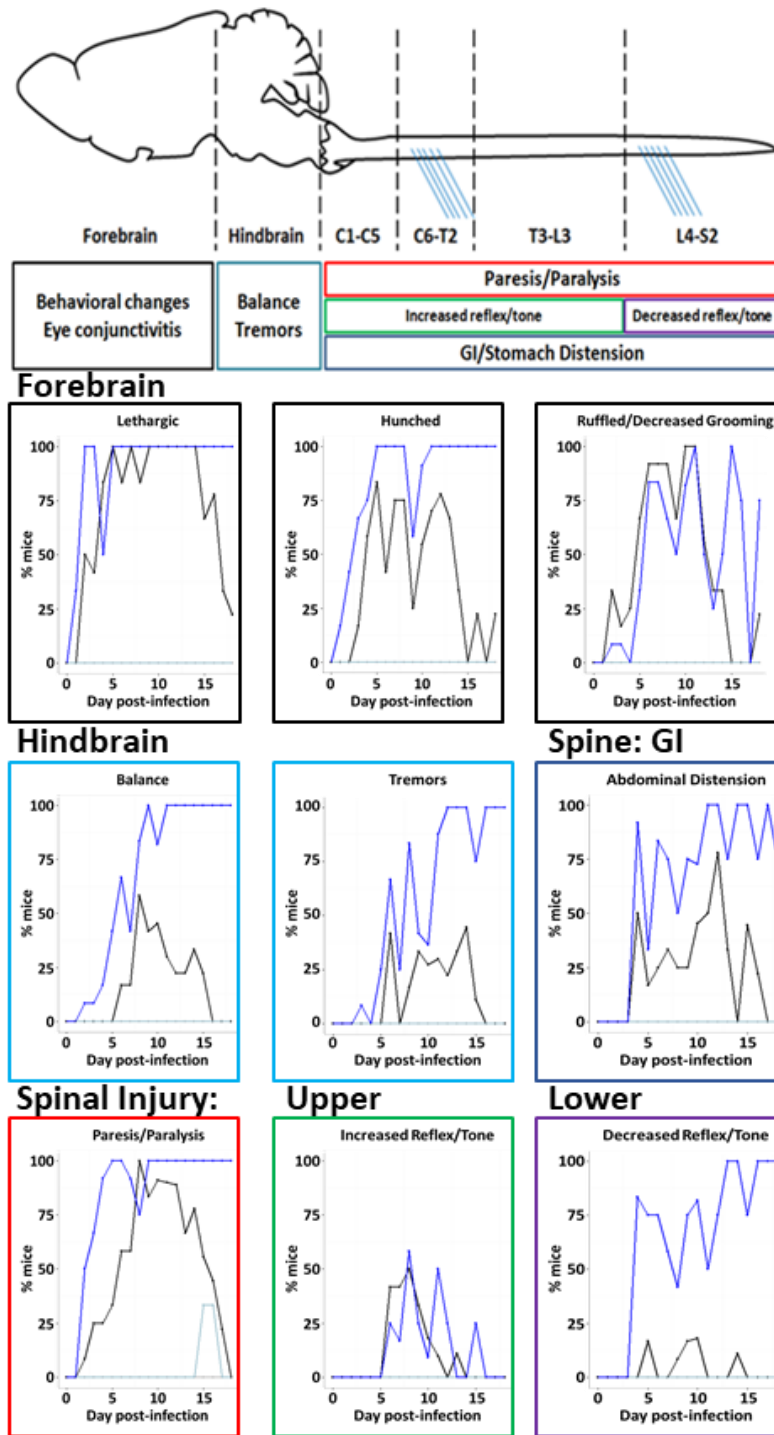 Forebrain Hindbrain C1-C5 C6-T2 T3-L3 L4-S2
Behavioral changes
Eye conjunctivitis
Balance
Tremors
Paresis/Paralysis
Increased reflex/tone Decreased reflex/tone
GI/Stomach Distension
Forebrain
Lethargic
100
75
50
25
0
% mice
0 5 10 15
Day post-infection
Hunched
100
75
50
25
0
% mice
0 5 10 15
Day post-infection
Ruffled/Decreased Grooming
100
75
50
25
0
% mice
0 5 10 15
Day post-infection
Hindbrain
Balance
100
75
50
25
0
% mice
0 5 10 15
Day post-infection
Tremors
100
75
50
25
0
% mice
0 5 10 15
Day post-infection
Spine: GI
Abdominal Distension
100
75
50
25
0
% mice
0 5 10 15
Day post-infection
Spinal Injury:
Paresis/Paralysis
100
75
50
25
0
% mice
0 5 10 15
Day post-infection
Upper
Increased Reflex/Tone
100
75
50
25
0
% mice
0 5 10 15
Day post-infection
Lower
Decreased Reflex/Tone
100
75
50
25
0
% mice
0 5 10 15
Day post-infection